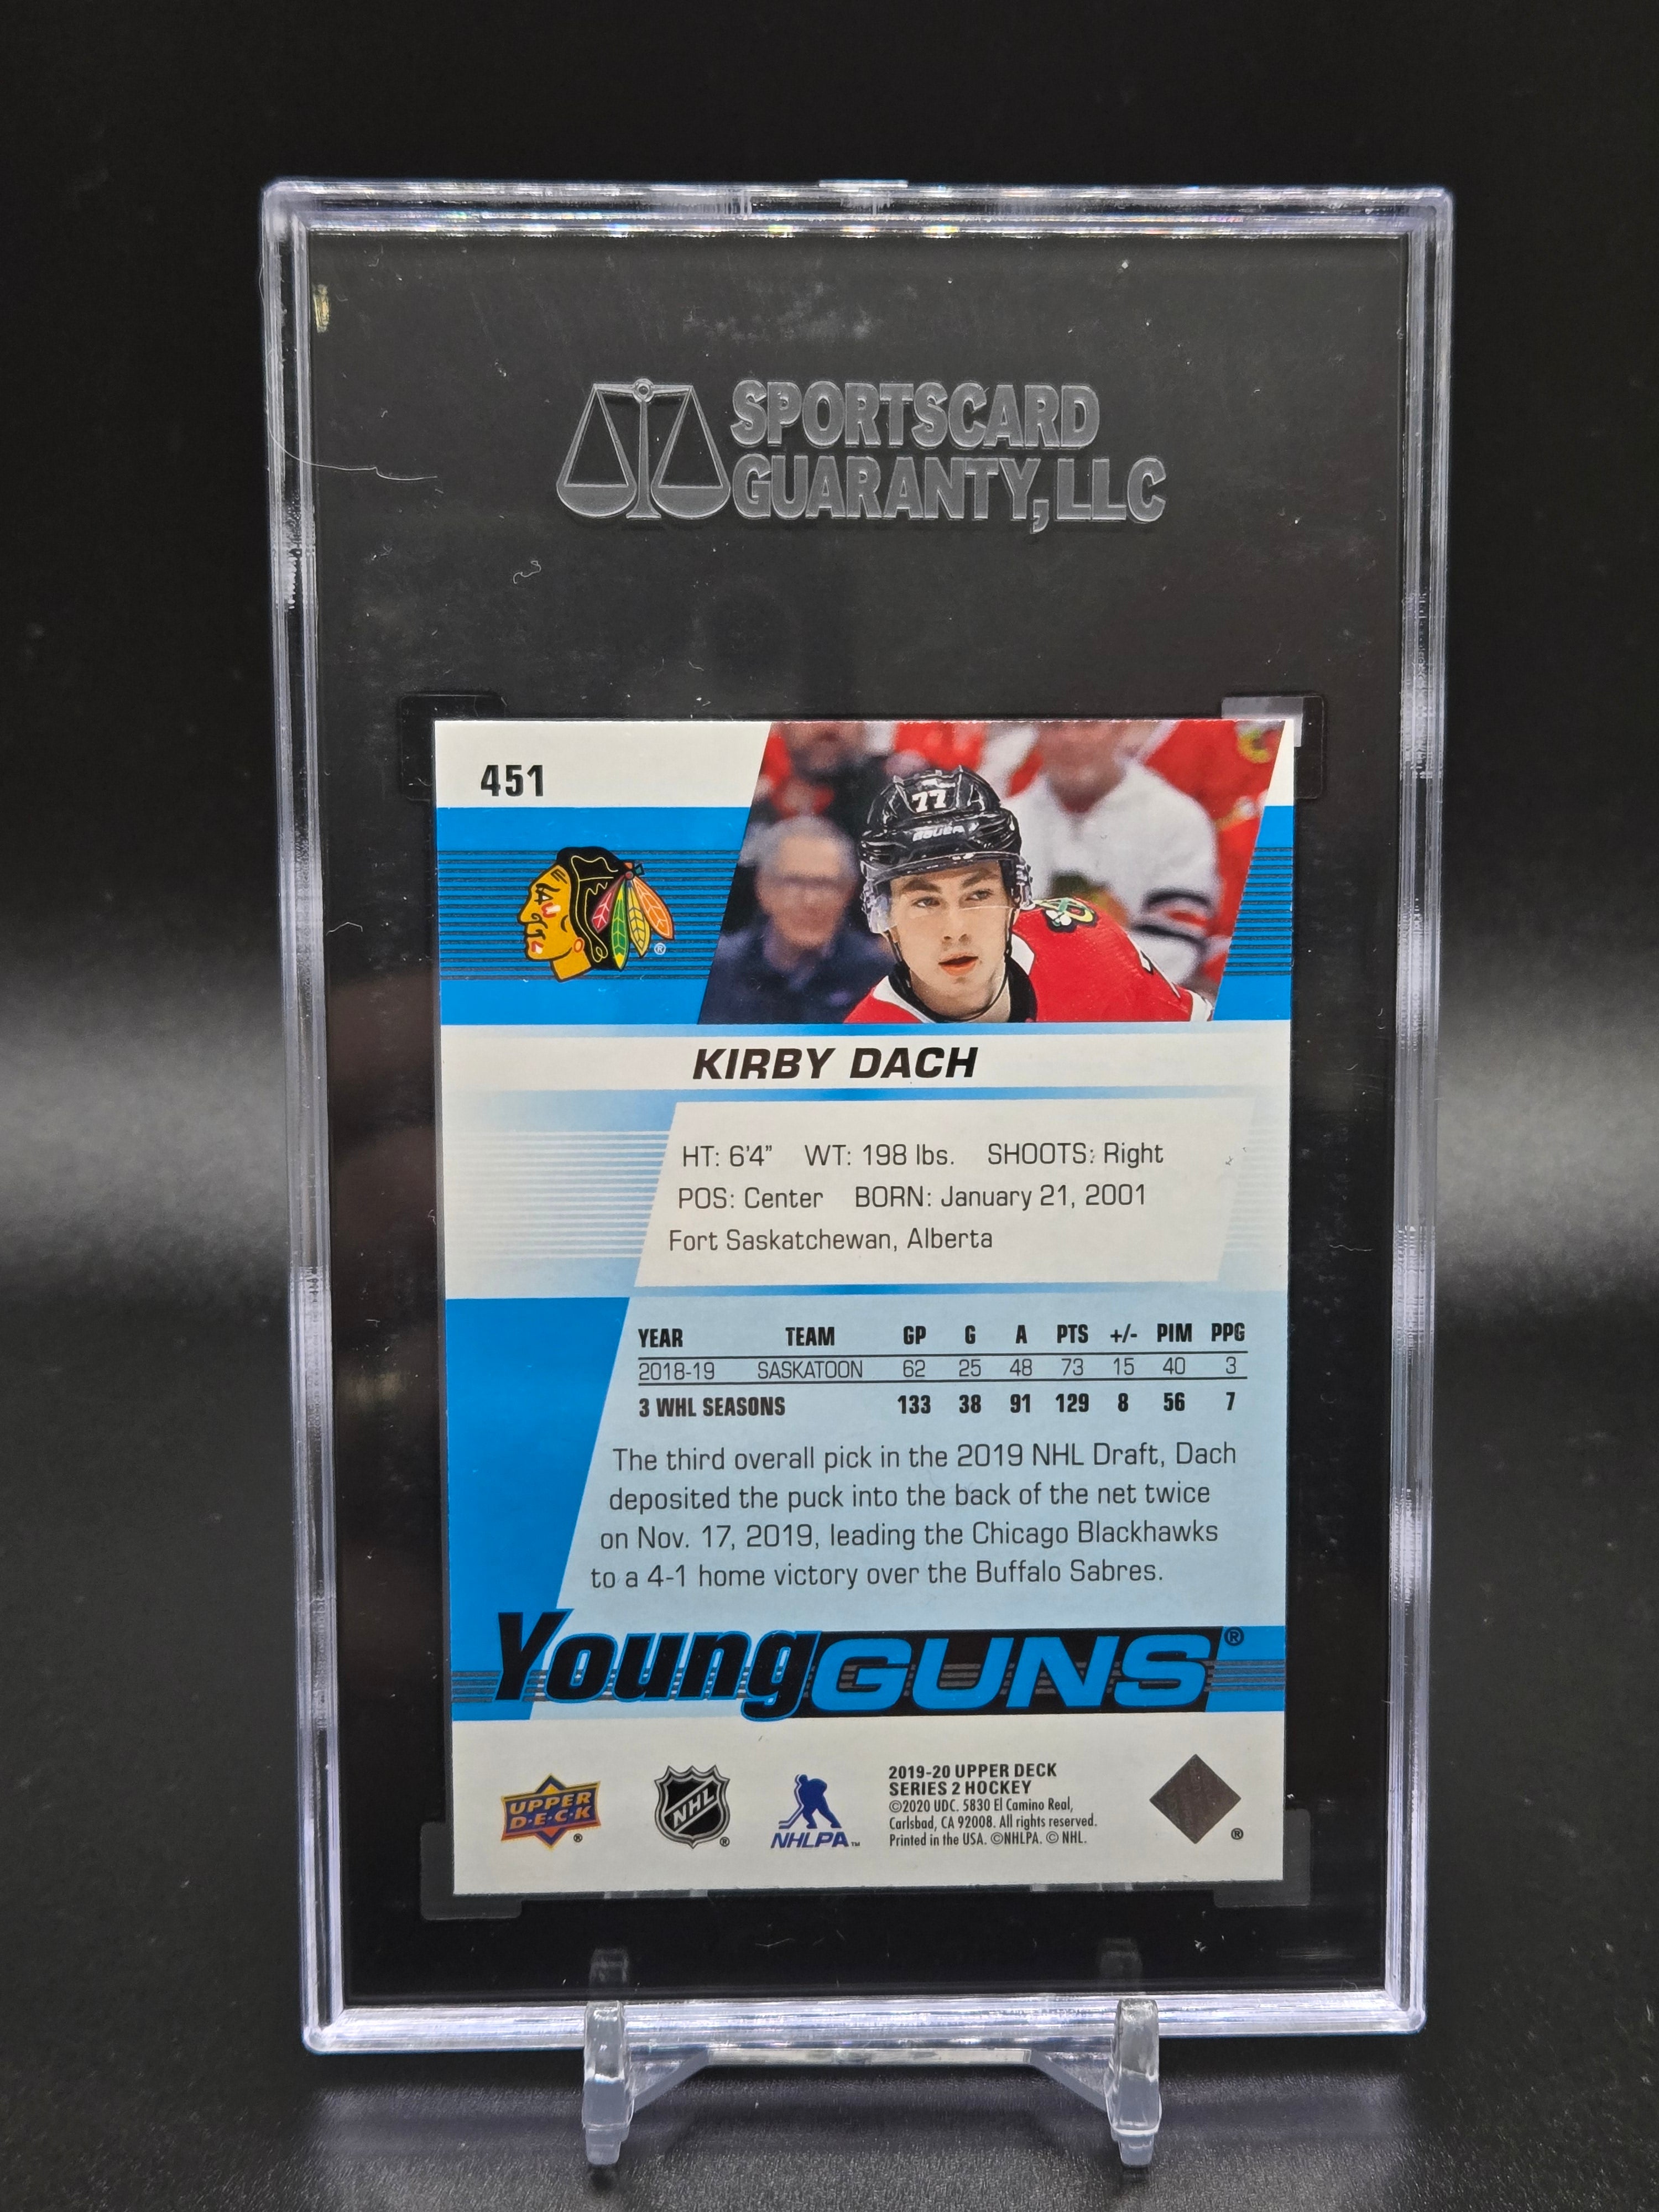 SPORTSCARD
GUARANTY, LLC
451
77
BAUER
®
KIRBY DACH
HT: 6'4" WT: 198 lbs. SHOOTS: Right
POS: Center BORN: January 21, 2001
Fort Saskatchewan, Alberta
YEAR TEAM GP G A PTS +/- PIM PPG
2018-19 SASKATOON 62 25 48 73 15 40 3
3 WHL SEASONS 133 38 91 129 8 56 7
The third overall pick in the 2019 NHL Draft, Dach
deposited the puck into the back of the net twice
on Nov. 17, 2019, leading the Chicago Blackhawks
to a 4-1 home victory over the Buffalo Sabres.
Young GUNS®
UPPER
D·E·C·K®
NHL®
NHLPA™
2019-20 UPPER DECK
SERIES 2 HOCKEY
©2020 UDC. 5830 El Camino Real,
Carlsbad, CA 92008. All rights reserved.
Printed in the USA. ©NHLPA. © NHL.
®